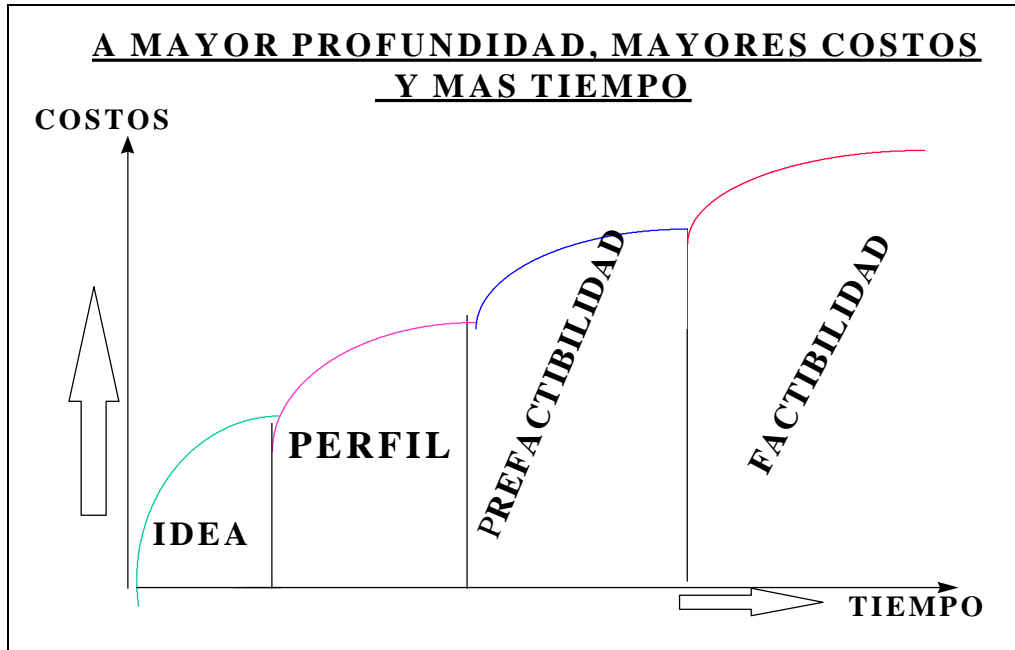 A MAYOR PROFUNDIDAD, MAYORES COSTOS
Y MAS TIEMPO
COSTOS
IDEA
PERFIL
PREFACTIBILIDAD
FACTIBILIDAD
TIEMPO